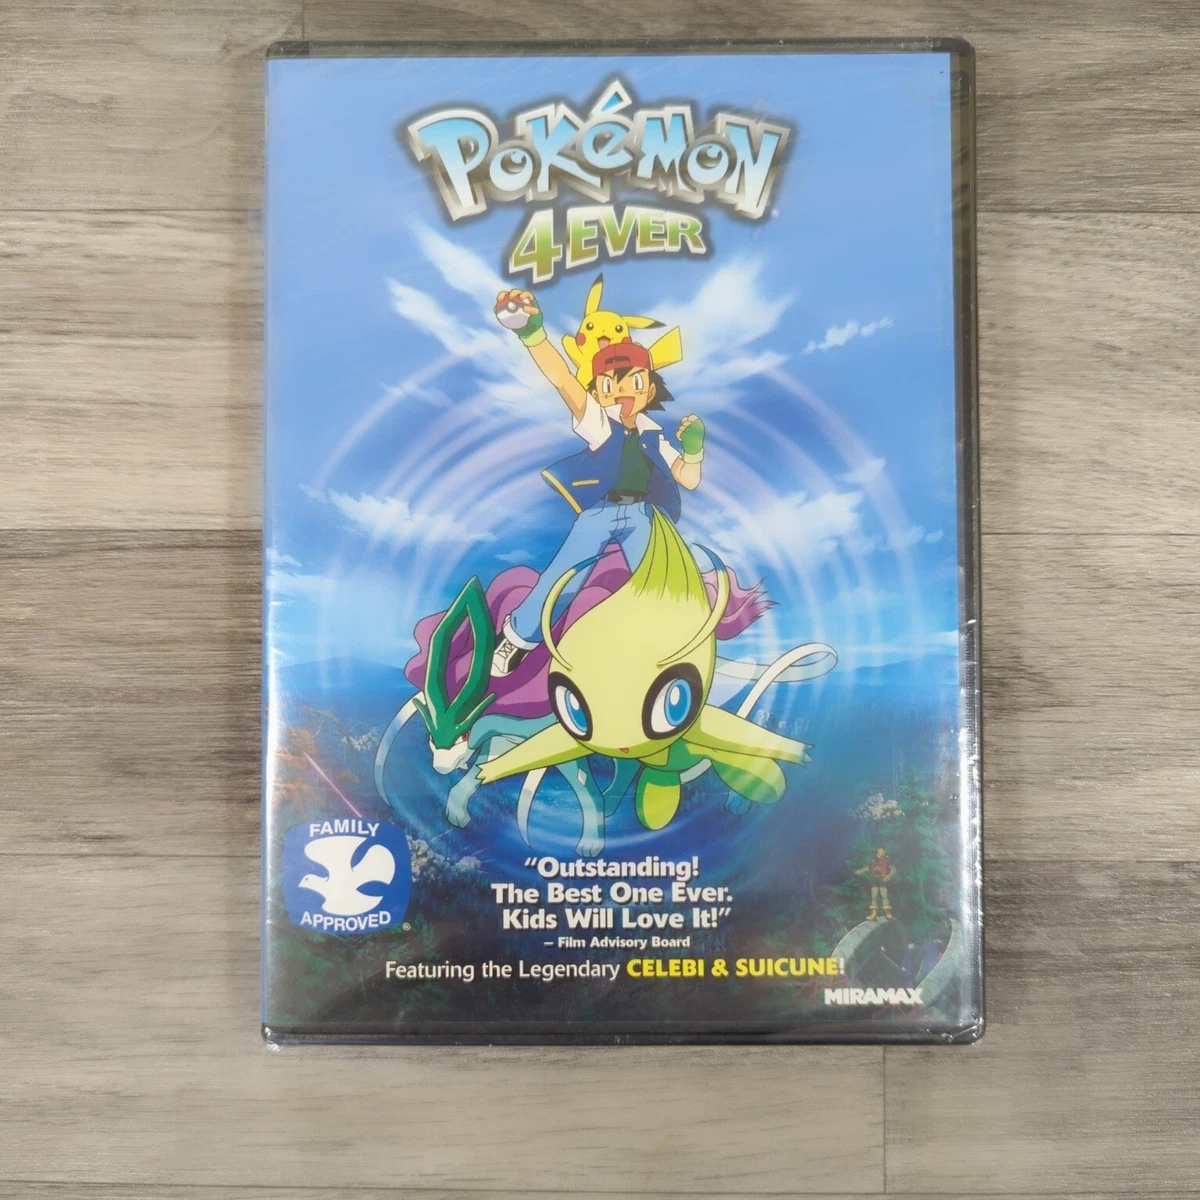 POKéMON
®
4EVER
FAMILY
APPROVED
®
“Outstanding!
The Best One Ever.
Kids Will Love It!”
– Film Advisory Board
Featuring the Legendary CELEBI & SUICUNE!
MIRAMAX